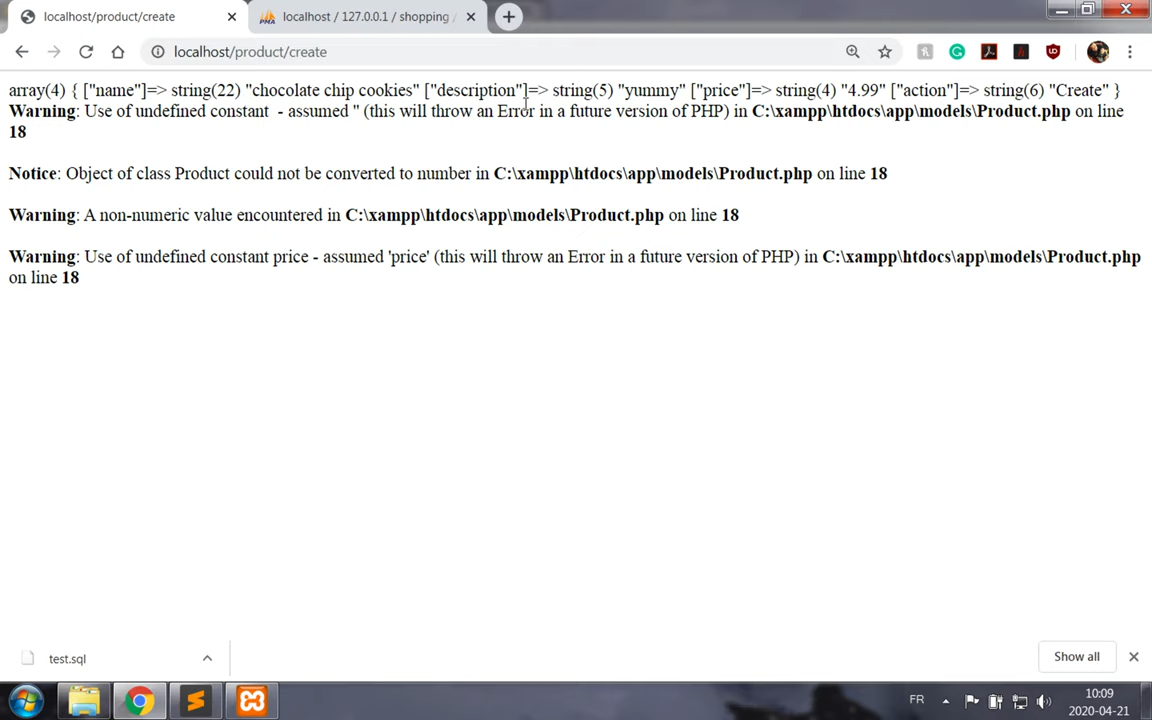 localhost/product/create
localhost / 127.0.0.1 / shopping
localhost/product/create
array(4) { ["name"]=> string(22) "chocolate chip cookies" ["description"]=> string(5) "yummy" ["price"]=> string(4) "4.99" ["action"]=> string(6) "Create" }
Warning: Use of undefined constant  - assumed '' (this will throw an Error in a future version of PHP) in C:\xampp\htdocs\app\models\Product.php on line
18
Notice: Object of class Product could not be converted to number in C:\xampp\htdocs\app\models\Product.php on line 18
Warning: A non-numeric value encountered in C:\xampp\htdocs\app\models\Product.php on line 18
Warning: Use of undefined constant price - assumed 'price' (this will throw an Error in a future version of PHP) in C:\xampp\htdocs\app\models\Product.php
on line 18
test.sql
Show all
FR
10:09
2020-04-21